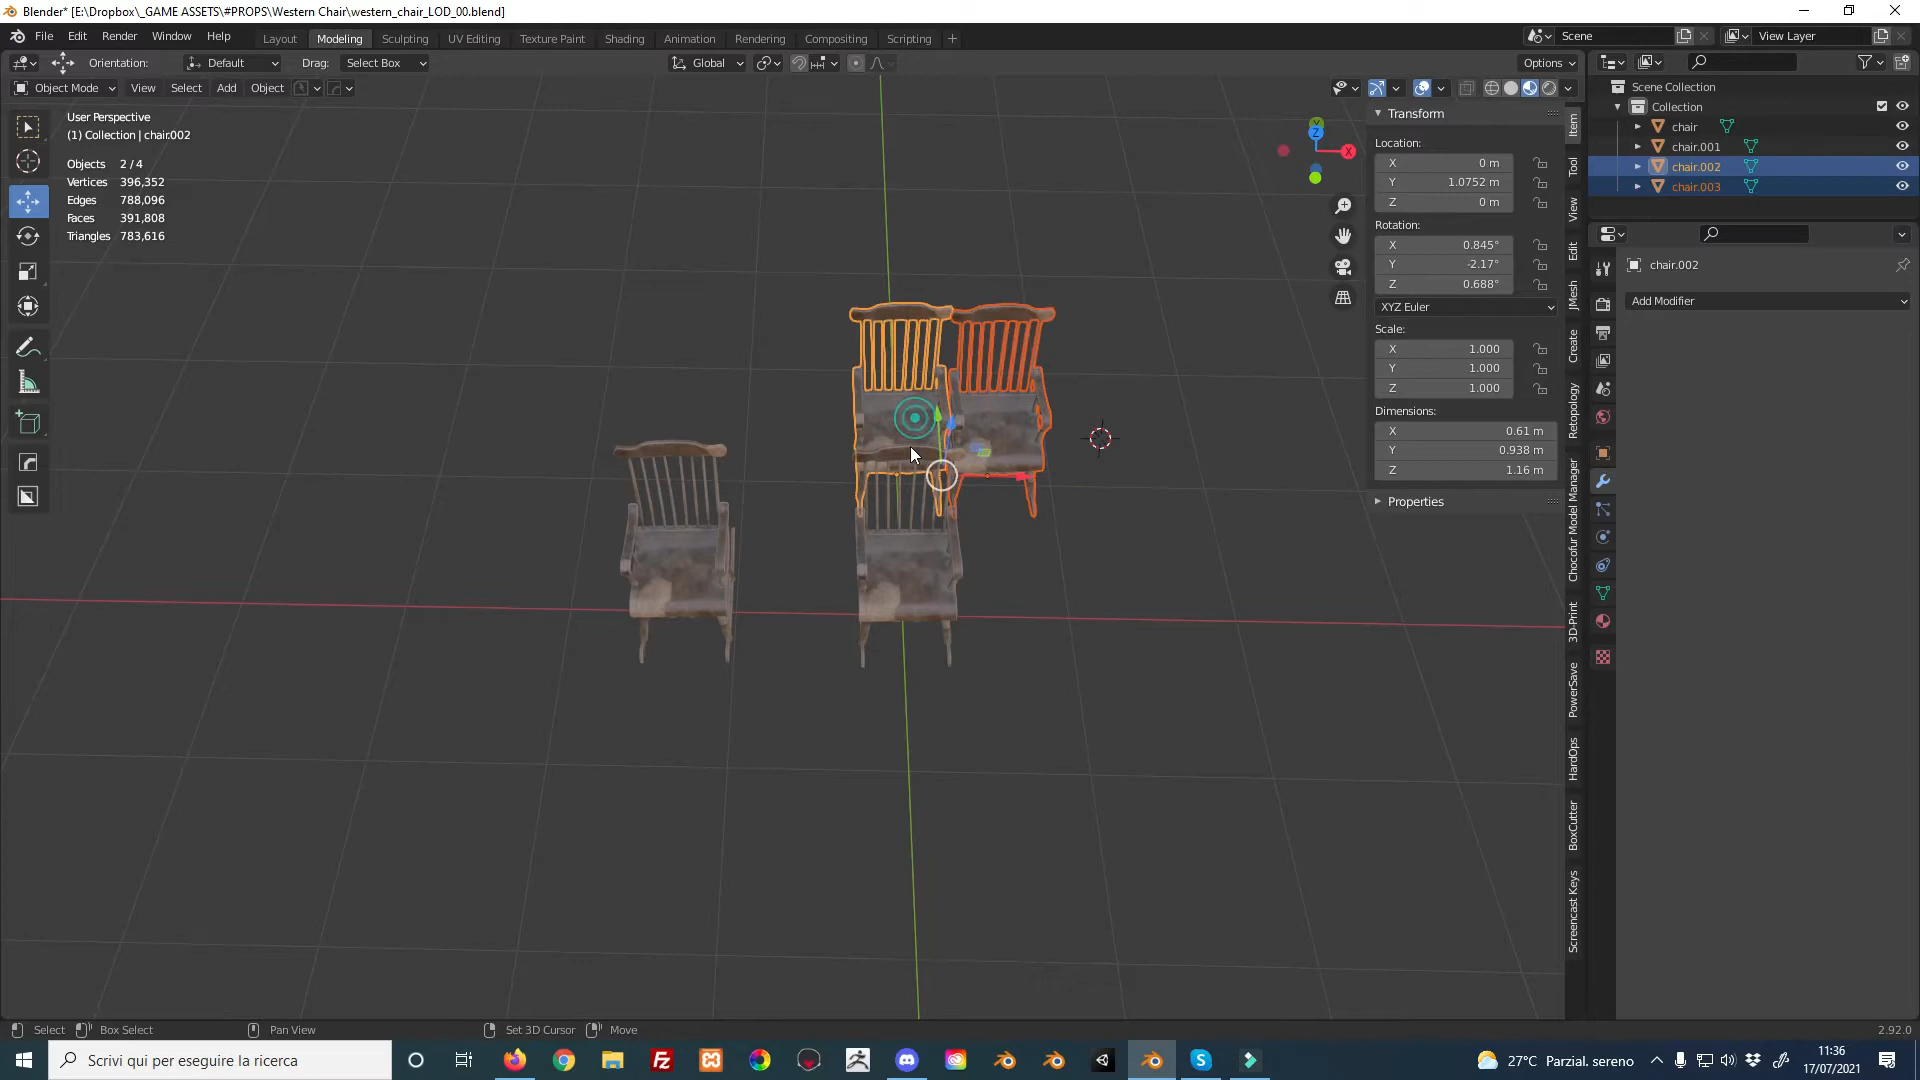 Blender* [E:\Dropbox\_GAME ASSETS\#PROPS\Western Chair\western_chair_LOD_00.blend]
File Edit Render Window Help Layout Modeling Sculpting UV Editing Texture Paint Shading Animation Rendering Compositing Scripting + Scene View Layer
Orientation: Default Drag: Select Box Global Options
Object Mode View Select Add Object
User Perspective
(1) Collection | chair.002
Objects 2 / 4
Vertices 396,352
Edges 788,096
Faces 391,808
Triangles 783,616
Y
Z
X
Transform
Location:
X 0 m
Y 1.0752 m
Z 0 m
Rotation:
X 0.845°
Y -2.17°
Z 0.688°
XYZ Euler
Scale:
X 1.000
Y 1.000
Z 1.000
Dimensions:
X 0.61 m
Y 0.938 m
Z 1.16 m
Properties
Item
Tool
View
Edit
JMesh
Create
Retopology
Chocofur Model Manager
3D-Print
PowerSave
HardOps
BoxCutter
Screencast Keys
Scene Collection
Collection
chair
chair.001
chair.002
chair.003
chair.002
Add Modifier
Select Box Select Pan View Set 3D Cursor Move 2.92.0
Scrivi qui per eseguire la ricerca
27°C Parzial. sereno
11:36
17/07/2021